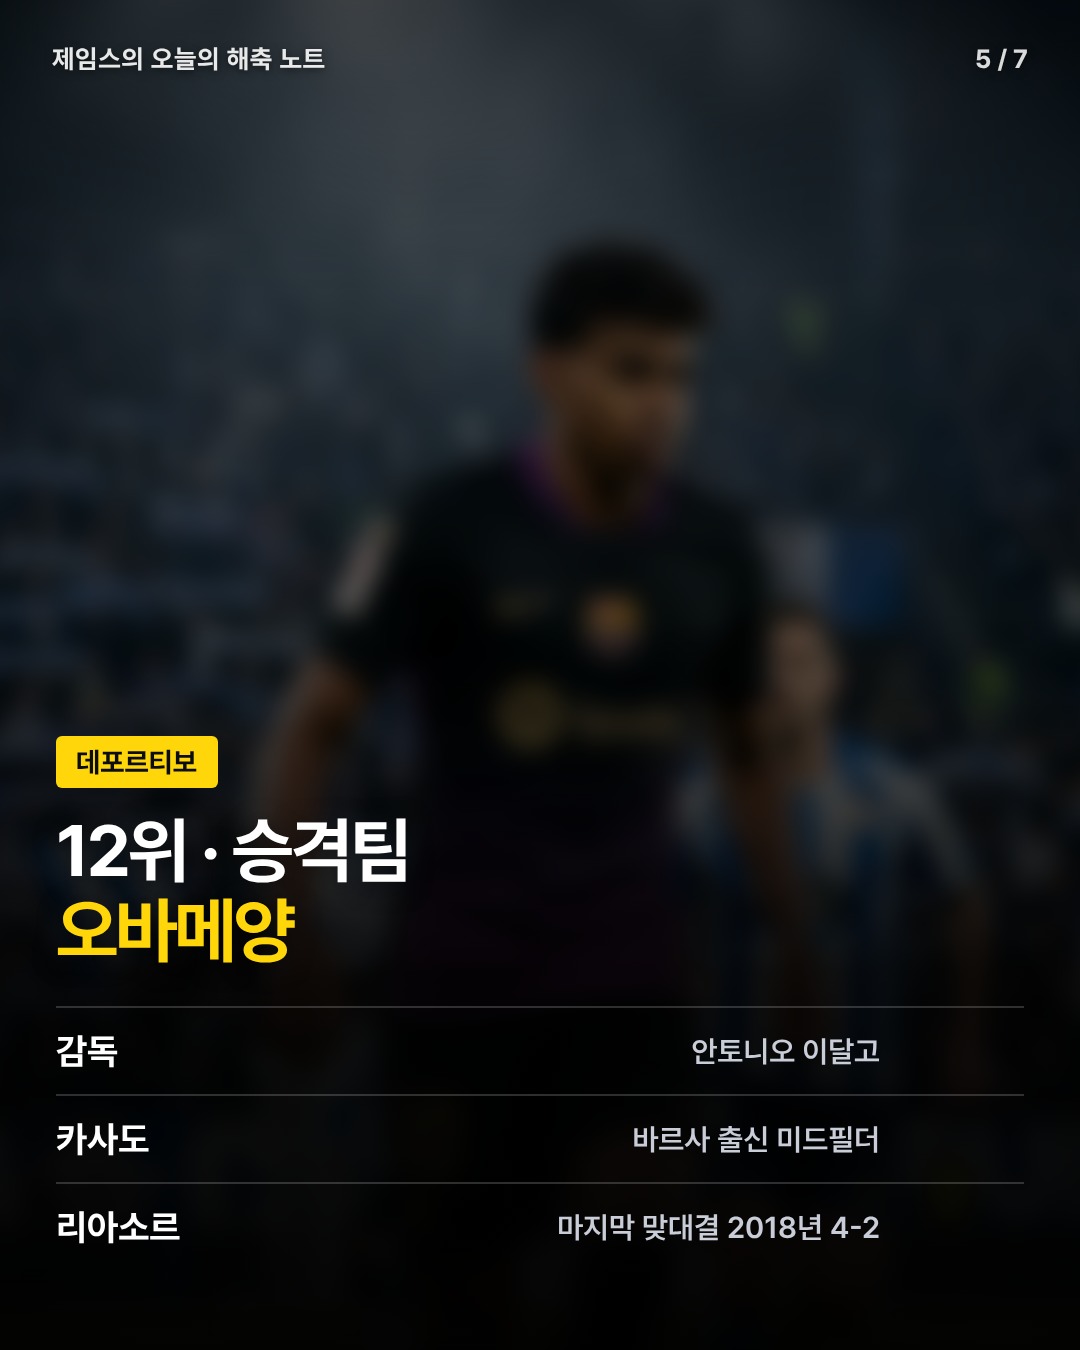 제임스의 오늘의 해축 노트
5 / 7
데포르티보
12위 · 승격팀
오바메양
감독
안토니오 이달고
카사도
바르사 출신 미드필더
리아소르
마지막 맞대결 2018년 4-2